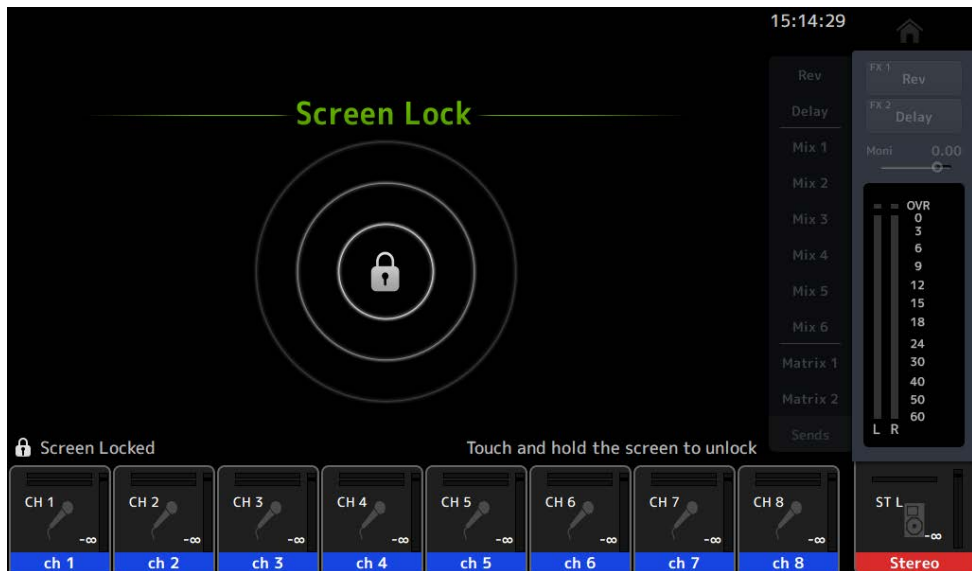 15:14:29
Screen Lock
Rev
Delay
Mix 1
Mix 2
Mix 3
Mix 4
Mix 5
Mix 6
Matrix 1
Matrix 2
Sends
FX 1
Rev
FX 2
Delay
Moni 0.00
OVR
0
3
6
9
12
15
18
24
30
40
50
60
L R
Screen Locked
Touch and hold the screen to unlock
CH 1 CH 2 CH 3 CH 4 CH 5 CH 6 CH 7 CH 8 ST L
-∞ -∞ -∞ -∞ -∞ -∞ -∞ -∞ -∞
ch 1 ch 2 ch 3 ch 4 ch 5 ch 6 ch 7 ch 8 Stereo